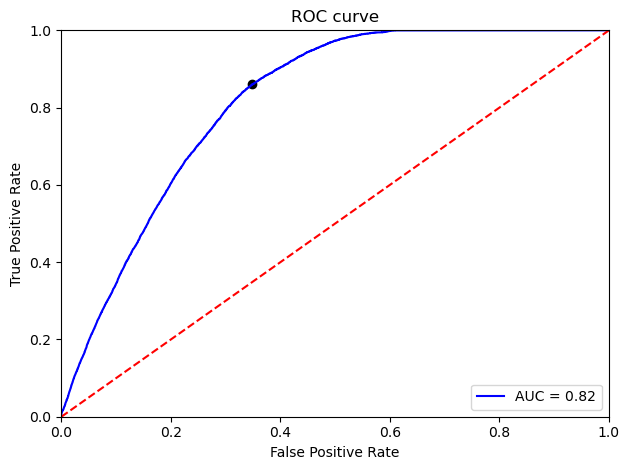 ROC curve
True Positive Rate
1.0
0.8
0.6
0.4
0.2
0.0
AUC = 0.82
0.0 0.2 0.4 0.6 0.8 1.0
False Positive Rate